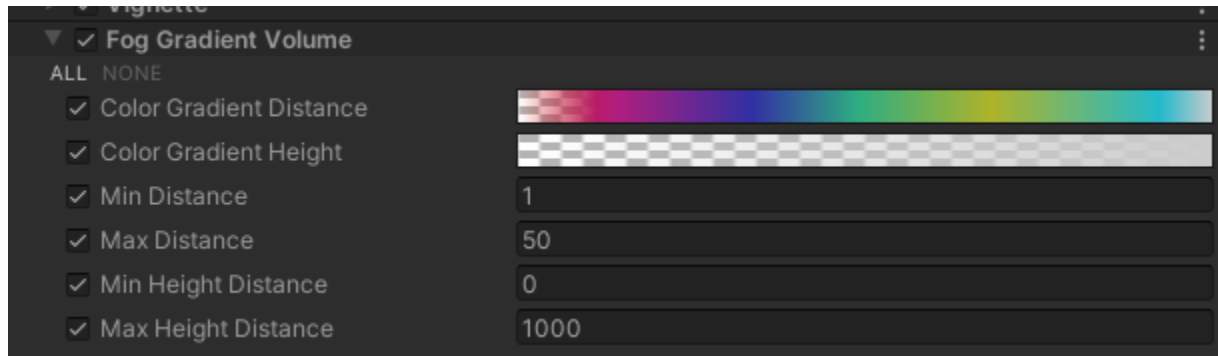 Vignette
Fog Gradient Volume
ALL NONE
Color Gradient Distance
Color Gradient Height
Min Distance 1
Max Distance 50
Min Height Distance 0
Max Height Distance 1000